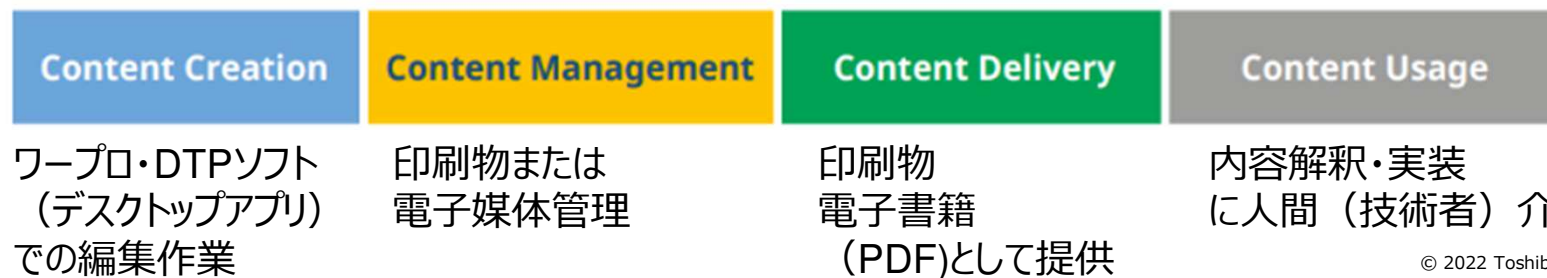 Content Creation
Content Management
Content Delivery
Content Usage
ワープロ・DTPソフト
（デスクトップアプリ）
での編集作業
印刷物または
電子媒体管理
印刷物
電子書籍
（PDF)として提供
内容解釈・実装
に人間（技術者）介
© 2022 Toshib